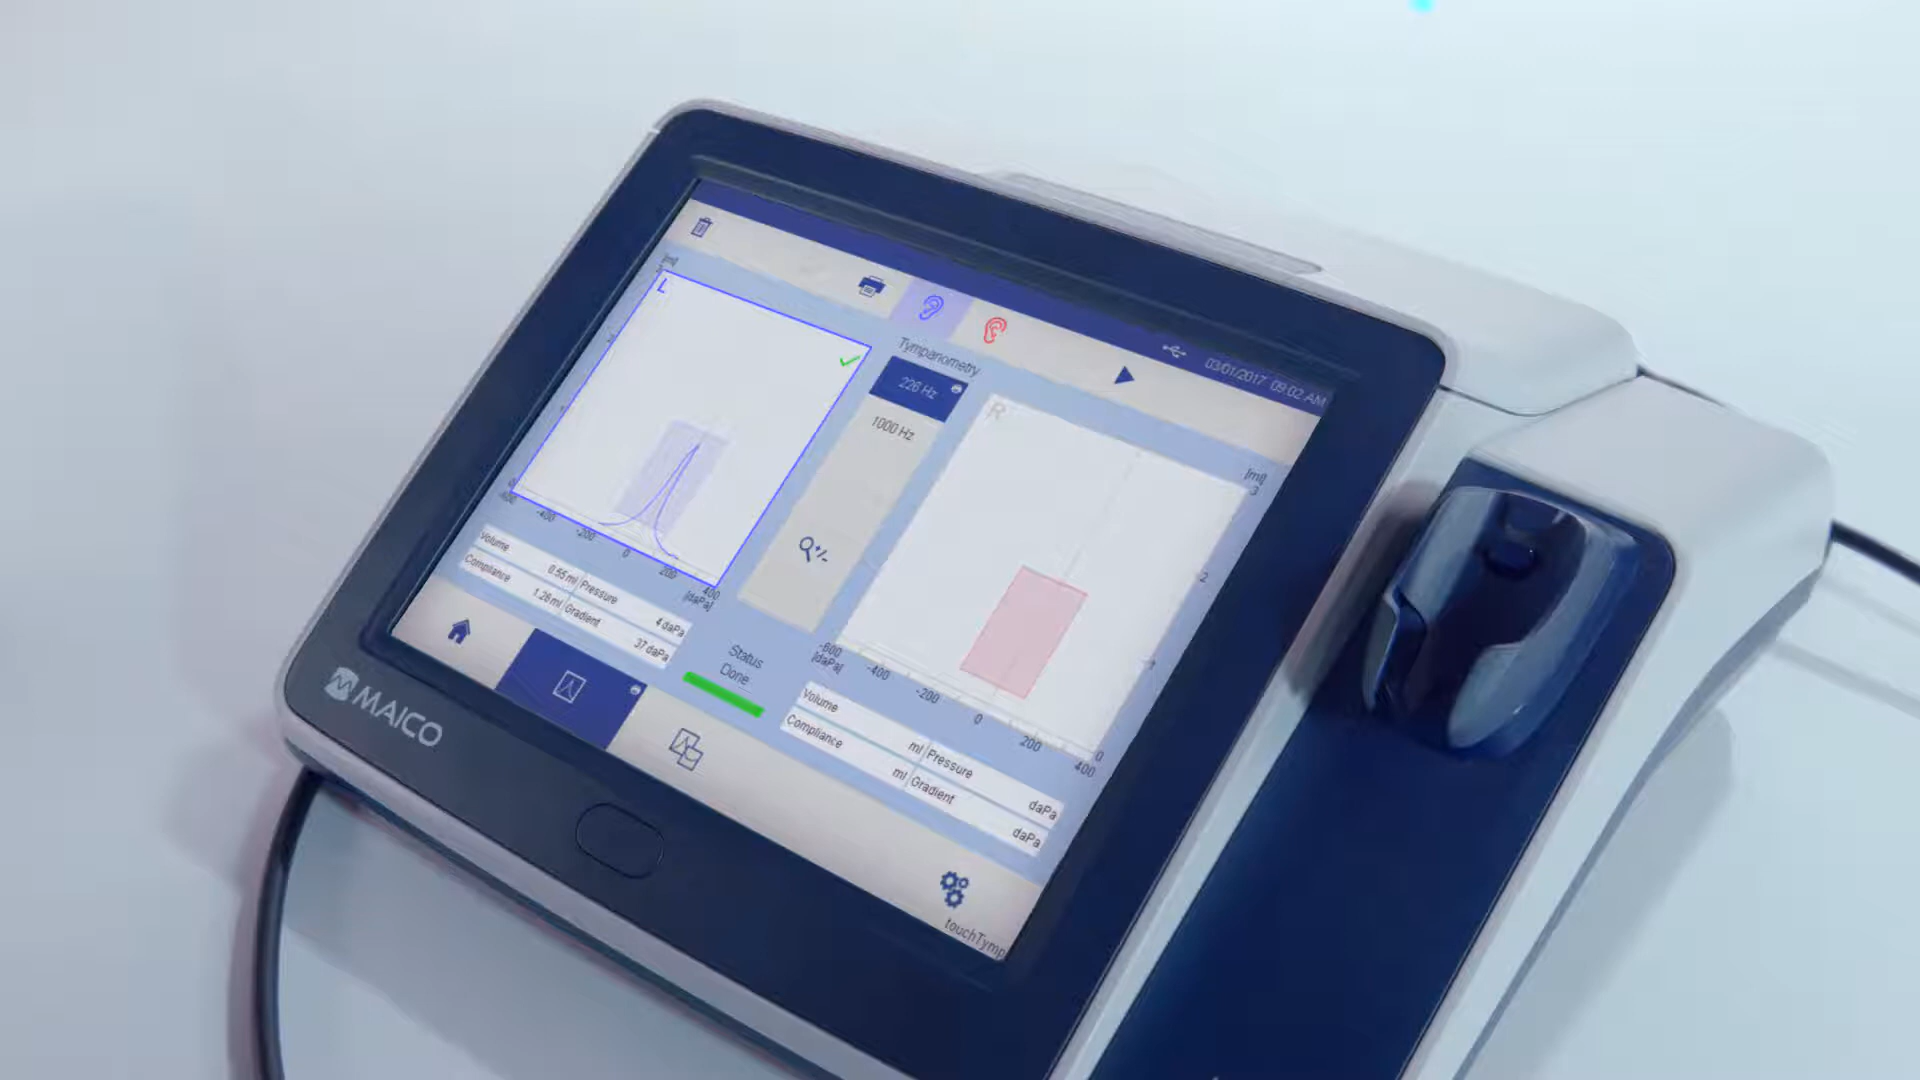 03/01/2017 09:02 AM
[ml]
L
Tympanometry
226 Hz
1000 Hz
-400
-200
0
200
400
[daPa]
Volume
0.55 ml
Pressure
4 daPa
Compliance
1.26 ml
Gradient
37 daPa
Status
Done
R
[ml]
3
2
1
0
-600
[daPa]
-400
-200
0
200
400
Volume
ml
Pressure
daPa
Compliance
ml
Gradient
daPa
touchTymp
MAICO